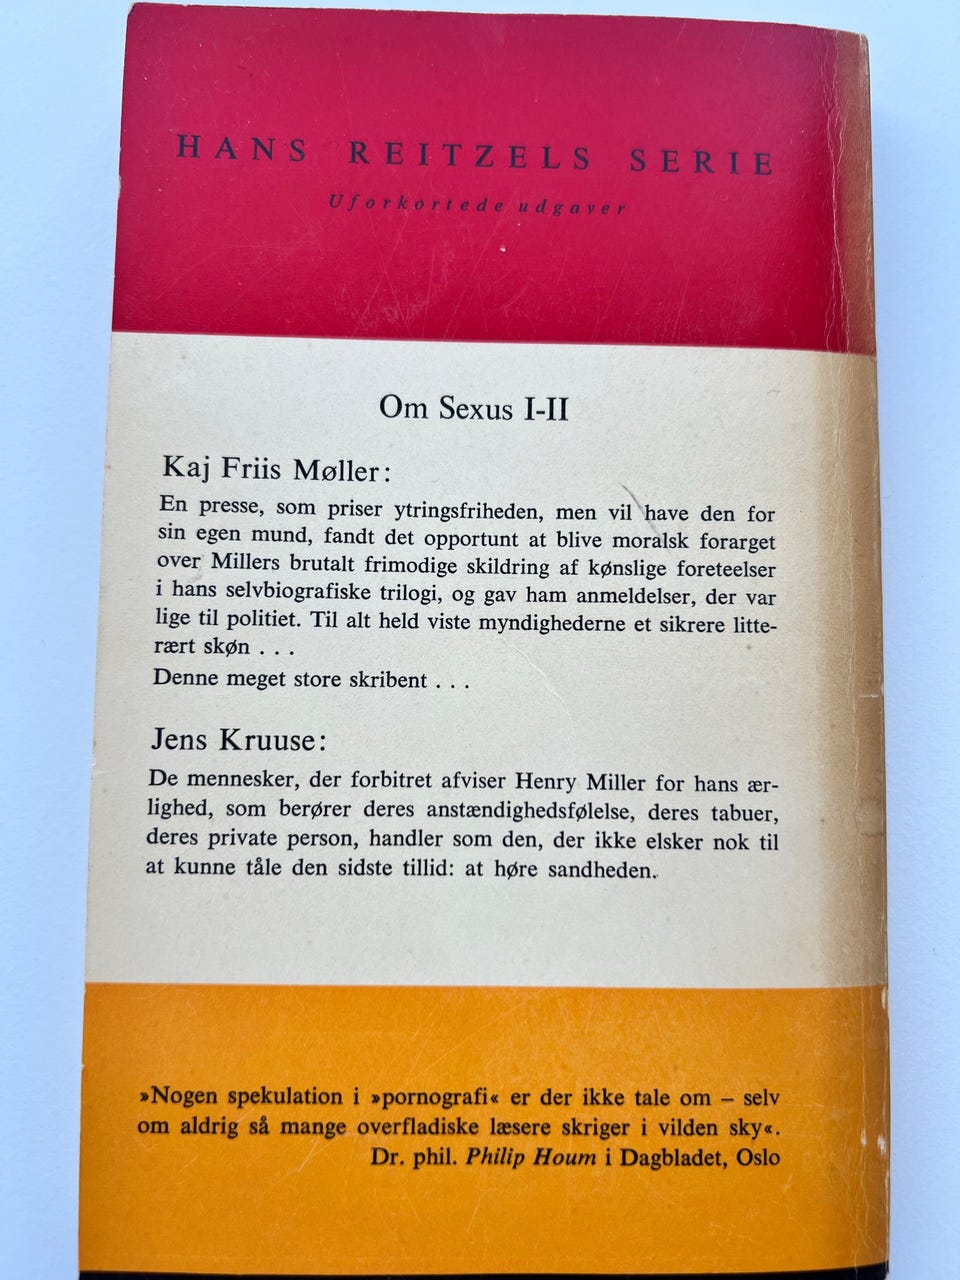 HANS REITZELS SERIE
Uforkortede udgaver
Om Sexus I-II
Kaj Friis Møller:
En presse, som priser ytringsfriheden, men vil have den for
sin egen mund, fandt det opportunt at blive moralsk forarget
over Millers brutalt frimodige skildring af kønslige foreteelser
i hans selvbiografiske trilogi, og gav ham anmeldelser, der var
lige til politiet. Til alt held viste myndighederne et sikrere litte-
rært skøn . . .
Denne meget store skribent . . .
Jens Kruuse:
De mennesker, der forbitret afviser Henry Miller for hans ær-
lighed, som berører deres anstændighedsfølelse, deres tabuer,
deres private person, handler som den, der ikke elsker nok til
at kunne tåle den sidste tillid: at høre sandheden.
»Nogen spekulation i »pornografi« er der ikke tale om – selv
om aldrig så mange overfladiske læsere skriger i vilden sky«.
Dr. phil. Philip Houm i Dagbladet, Oslo